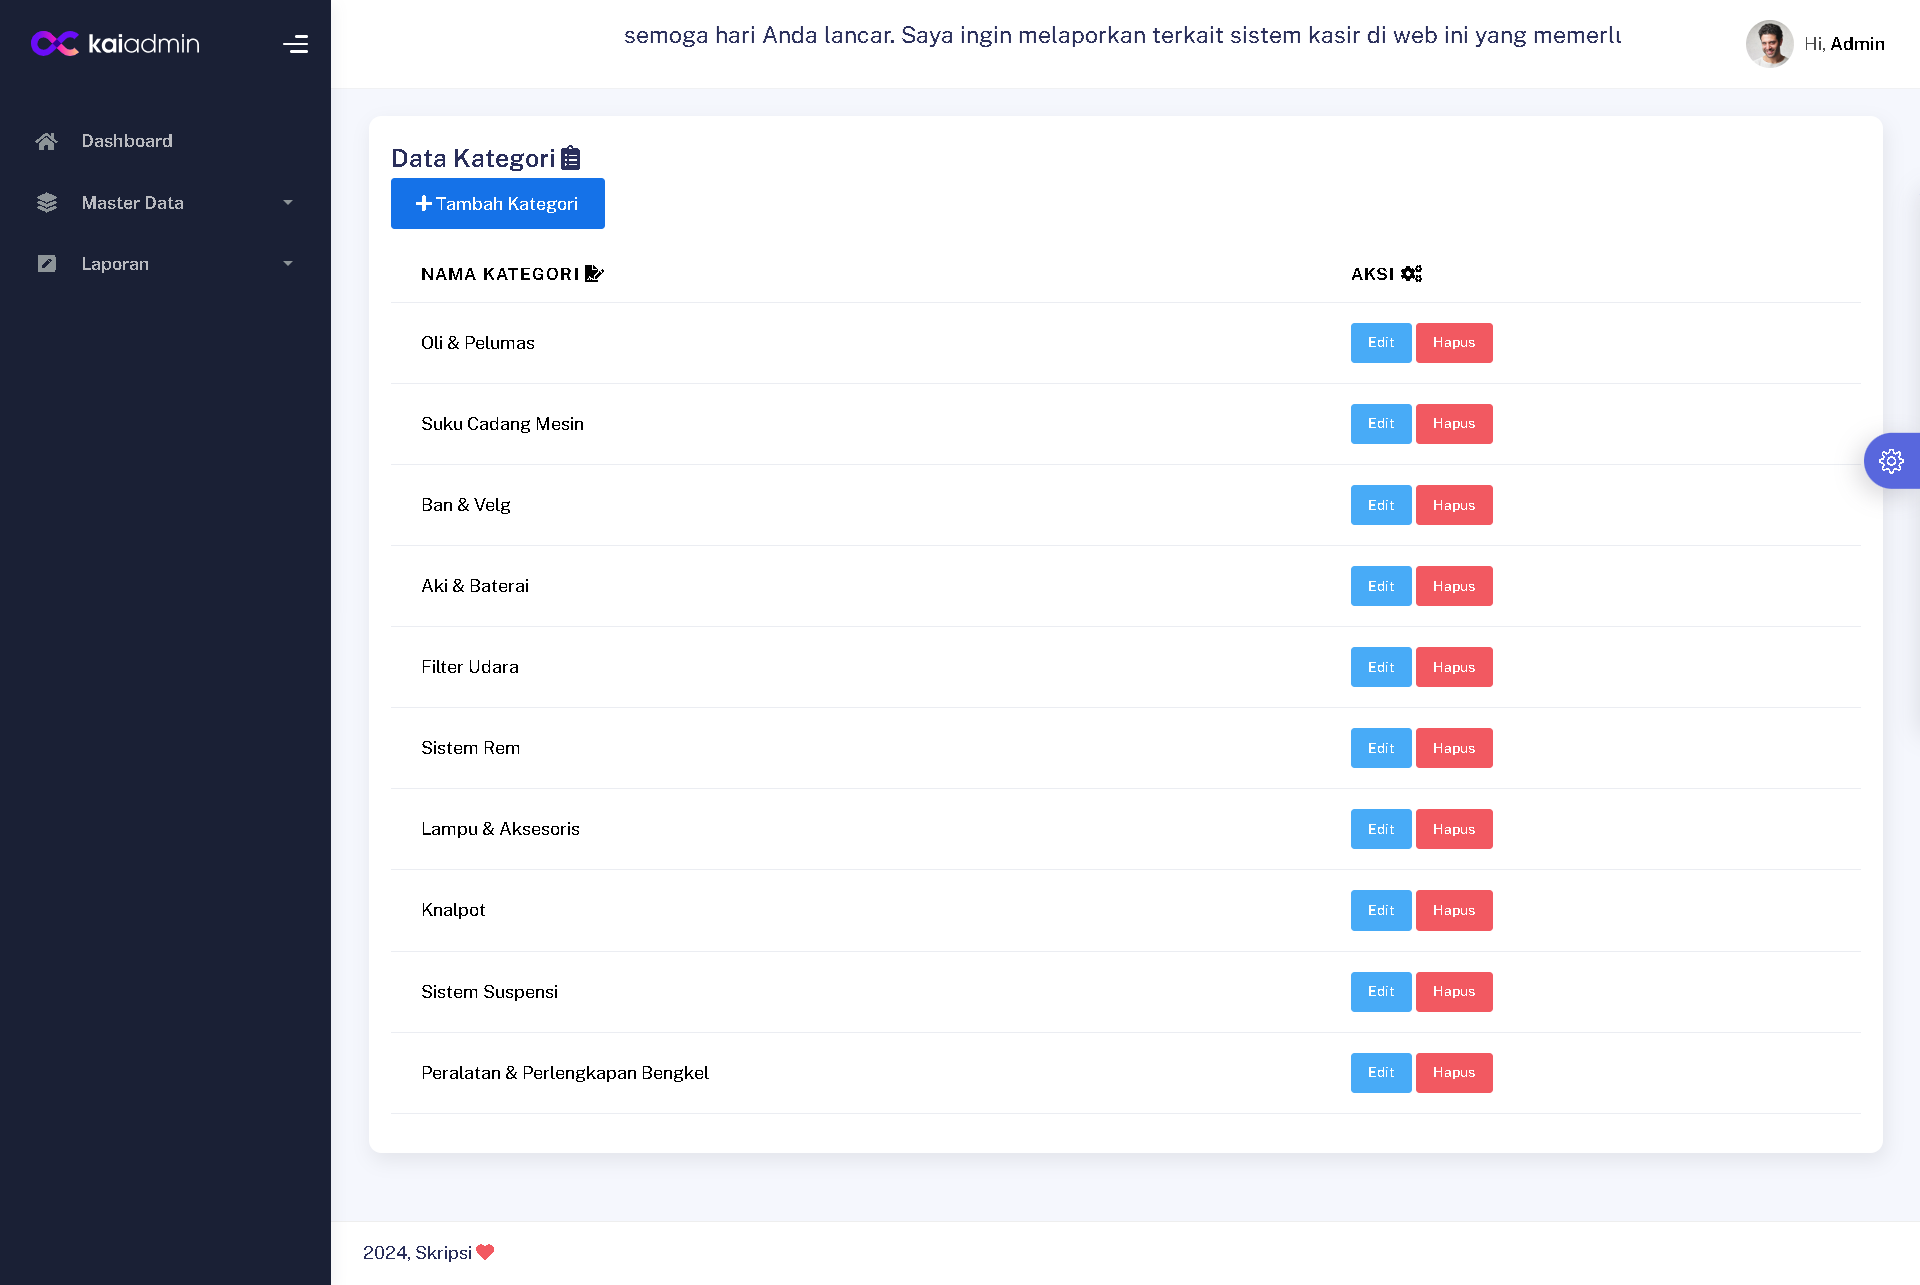 kaiadmin
semoga hari Anda lancar. Saya ingin melaporkan terkait sistem kasir di web ini yang
Hi, Admin
Dashboard
Master Data
Laporan
Data Kategori
Tambah Kategori
NAMA KATEGORI AKSI
Oli & Pelumas Edit Hapus
Suku Cadang Mesin Edit Hapus
Ban & Velg Edit Hapus
Aki & Baterai Edit Hapus
Filter Udara Edit Hapus
Sistem Rem Edit Hapus
Lampu & Aksesoris Edit Hapus
Knalpot Edit Hapus
Sistem Suspensi Edit Hapus
Peralatan & Perlengkapan Bengkel Edit Hapus
2024, Skripsi